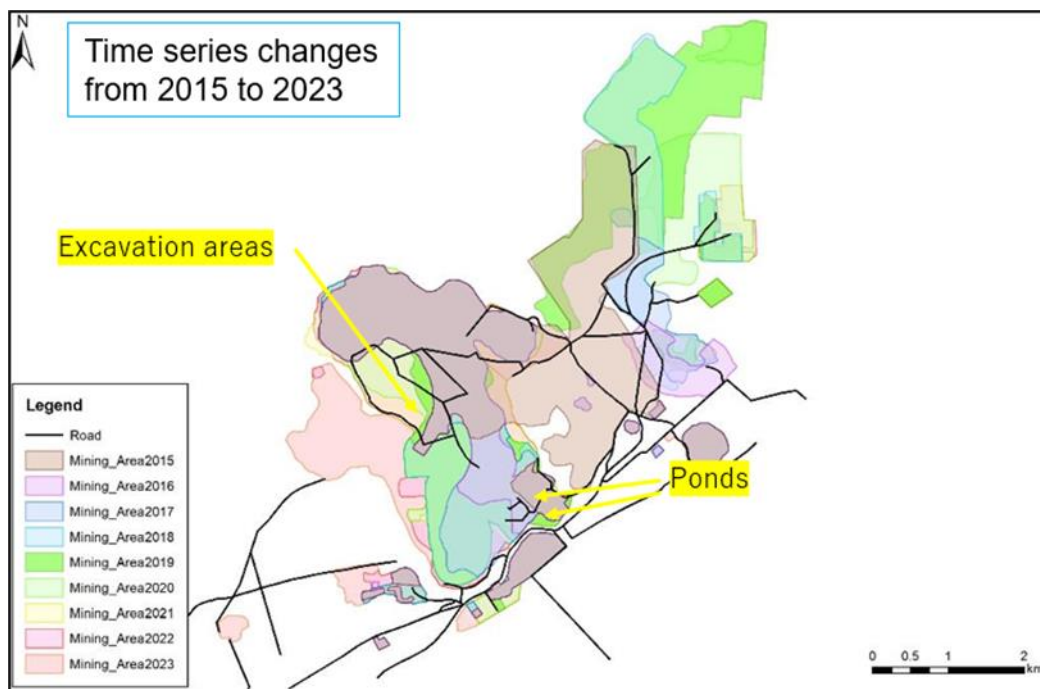 N
Time series changes
from 2015 to 2023
Excavation areas
Ponds
Legend
Road
Mining_Area2015
Mining_Area2016
Mining_Area2017
Mining_Area2018
Mining_Area2019
Mining_Area2020
Mining_Area2021
Mining_Area2022
Mining_Area2023
0 0.5 1 2
km